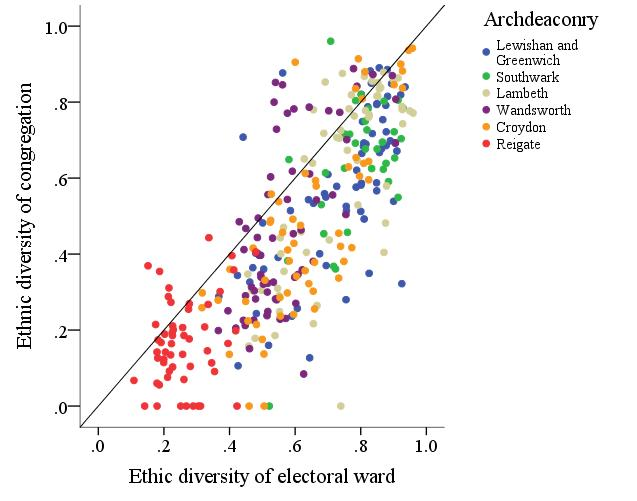 Archdeaconry
Lewishan and
Greenwich
Southwark
Lambeth
Wandsworth
Croydon
Reigate
Ethnic diversity of congregation
1.0
.8
.6
.4
.2
.0
.0
.2
.4
.6
.8
1.0
Ethic diversity of electoral ward